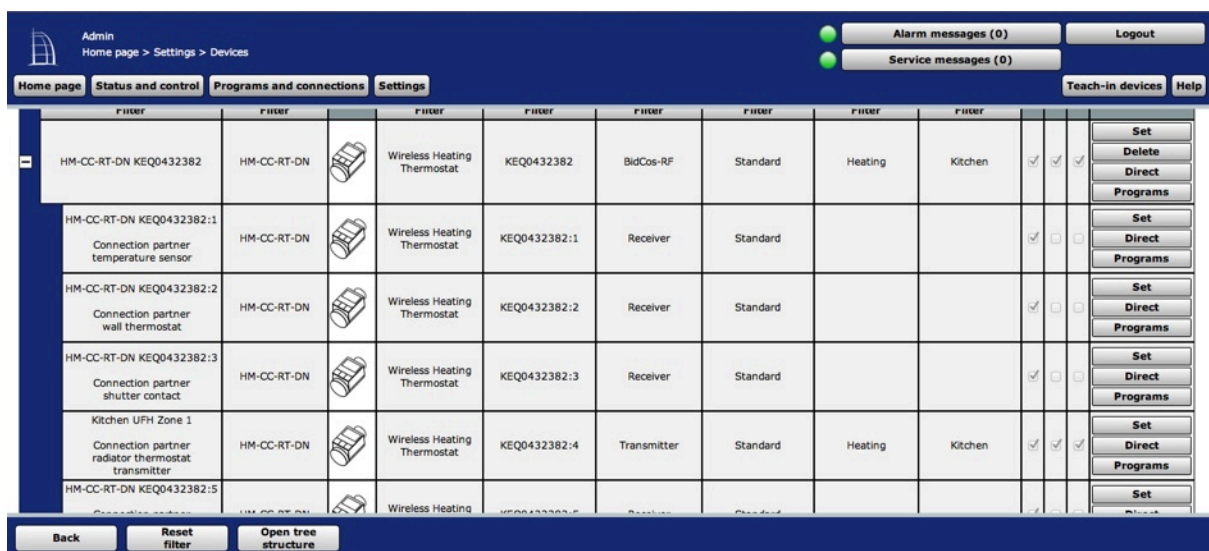 Admin
Home page > Settings > Devices
Alarm messages (0)
Logout
Service messages (0)
Home page Status and control Programs and connections Settings
Teach-in devices Help
Filter Filter Filter Filter Filter Filter Filter Filter
HM-CC-RT-DN KEQ0432382 HM-CC-RT-DN Wireless Heating Thermostat KEQ0432382 BidCos-RF Standard Heating Kitchen
Set
Delete
Direct
Programs
HM-CC-RT-DN KEQ0432382:1
Connection partner
temperature sensor
HM-CC-RT-DN
Wireless Heating
Thermostat
KEQ0432382:1
Receiver
Standard
Set
Direct
Programs
HM-CC-RT-DN KEQ0432382:2
Connection partner
wall thermostat
HM-CC-RT-DN
Wireless Heating
Thermostat
KEQ0432382:2
Receiver
Standard
Set
Direct
Programs
HM-CC-RT-DN KEQ0432382:3
Connection partner
shutter contact
HM-CC-RT-DN
Wireless Heating
Thermostat
KEQ0432382:3
Receiver
Standard
Set
Direct
Programs
Kitchen UFH Zone 1
Connection partner
radiator thermostat
transmitter
HM-CC-RT-DN
Wireless Heating
Thermostat
KEQ0432382:4
Transmitter
Standard
Heating
Kitchen
Set
Direct
Programs
HM-CC-RT-DN KEQ0432382:5
Wireless Heating
Set
Back
Reset
filter
Open tree
structure